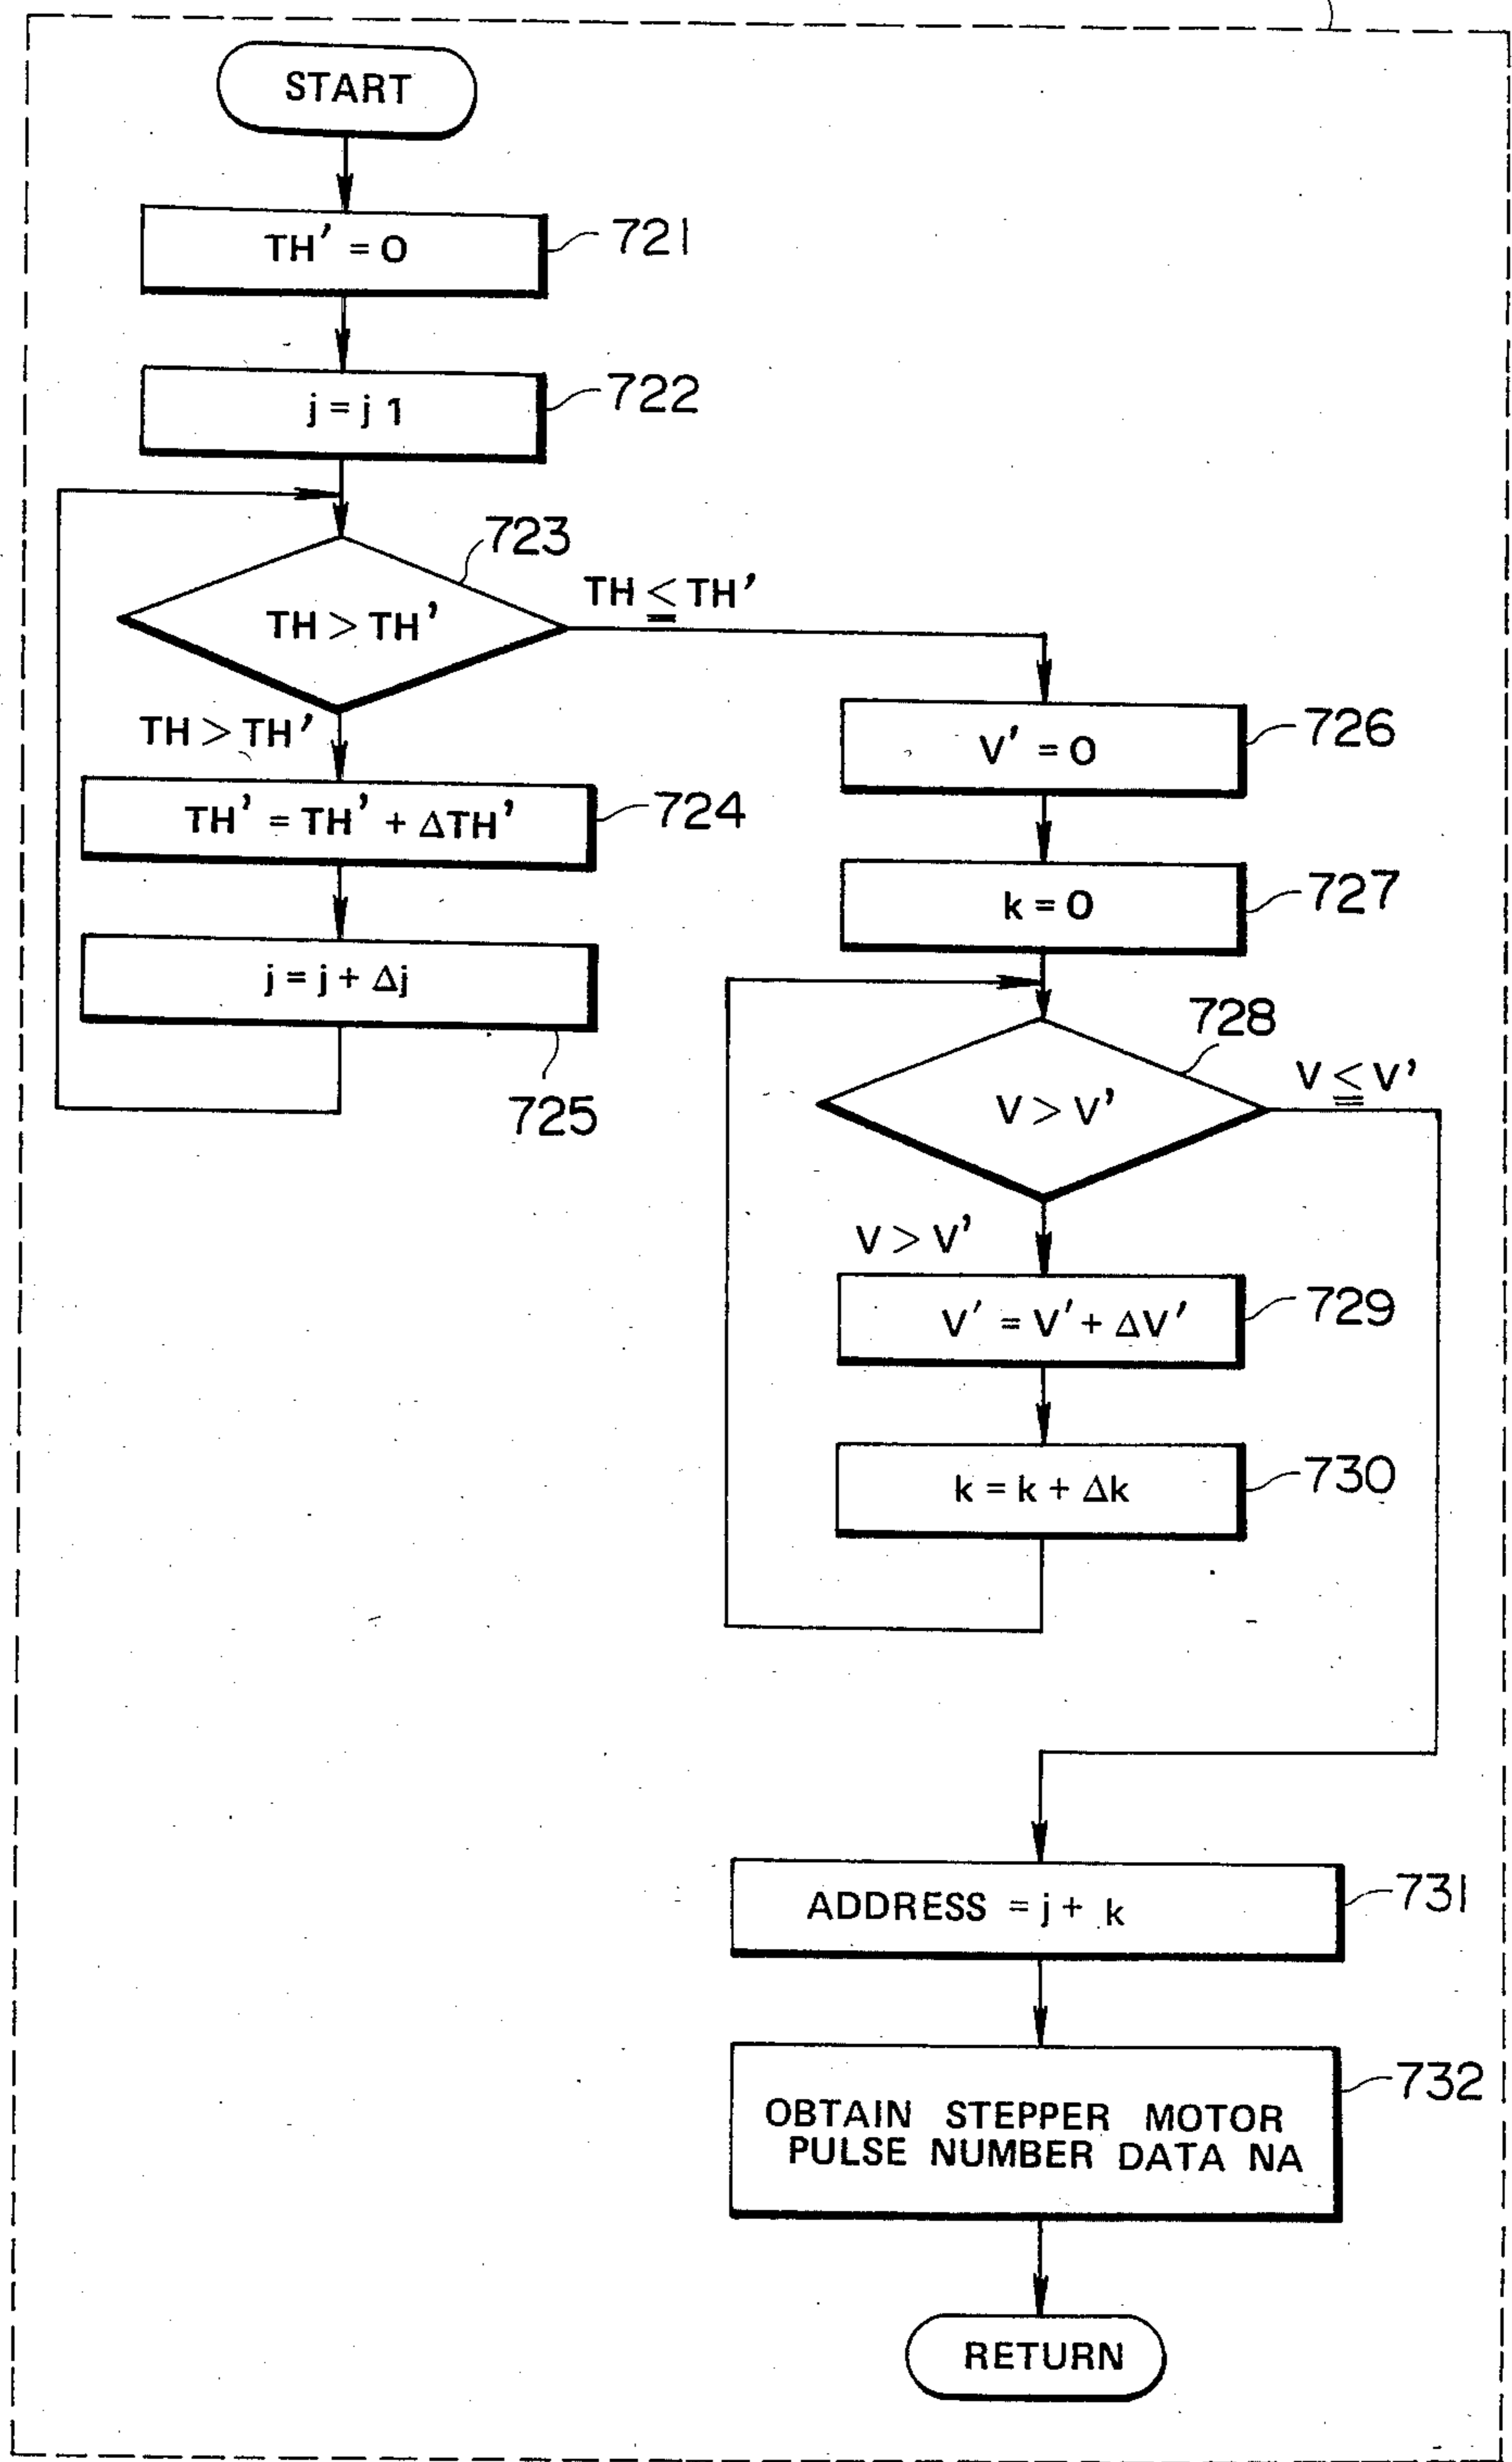 START
TH' = 0
721
j = j 1
722
723
TH > TH'
TH ≦ TH'
TH > TH'
TH' = TH' + ΔTH'
724
j = j + Δj
725
V' = 0
726
k = 0
727
728
V > V'
V ≦ V'
V > V'
V' = V' + ΔV'
729
k = k + Δk
730
ADDRESS = j + k
731
OBTAIN STEPPER MOTOR
PULSE NUMBER DATA NA
732
RETURN